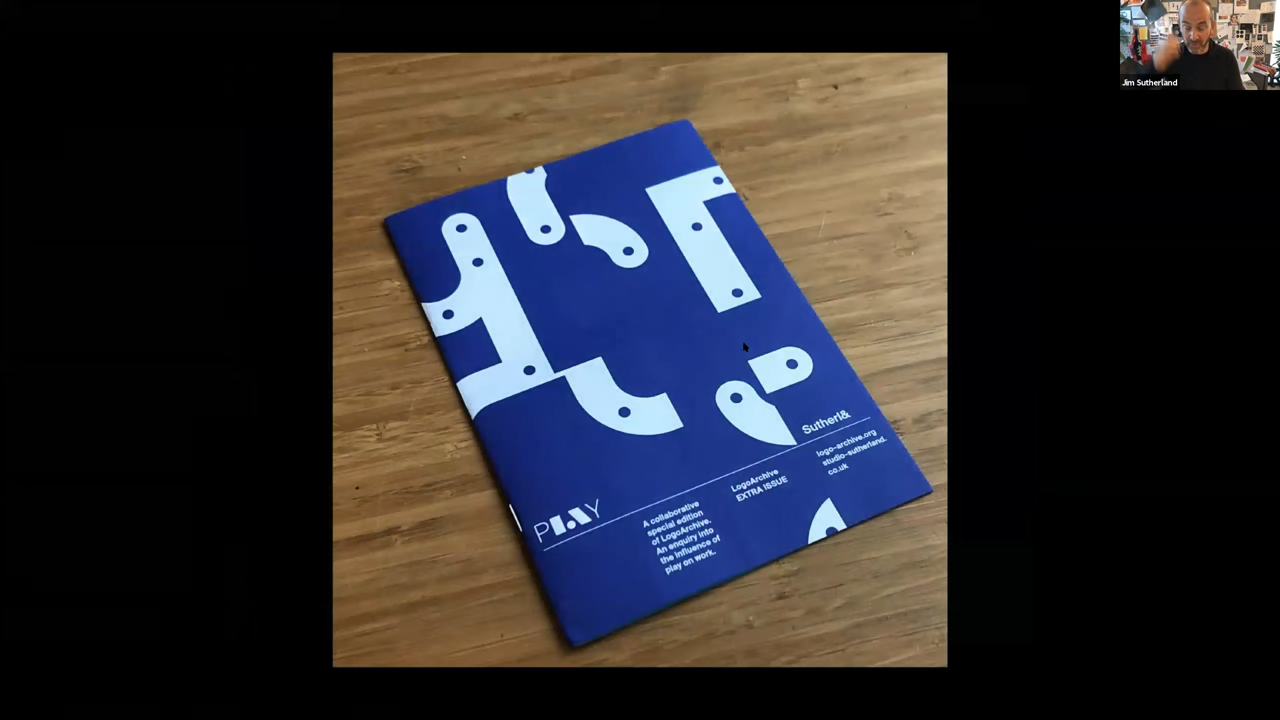 Jim Sutherland
Sutherl&
logo-archive.org
studio-sutherland.
co.uk
LogoArchive
EXTRA ISSUE
A collaborative
special edition
of LogoArchive.
An enquiry into
the influence of
play on work.
PLAY